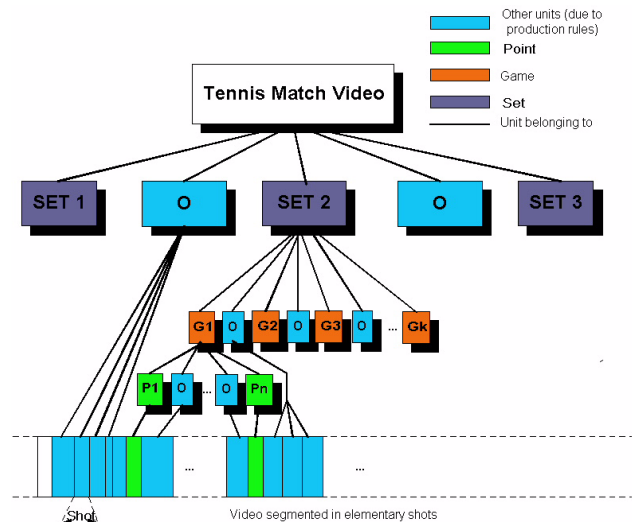 Other units (due to
production rules)
Point
Game
Set
Unit belonging to
Tennis Match Video
SET 1
O
SET 2
O
SET 3
G1 O G2 O G3 O ... Gk
P1 O ... O Pn
... ...
Shot
Video segmented in elementary shots